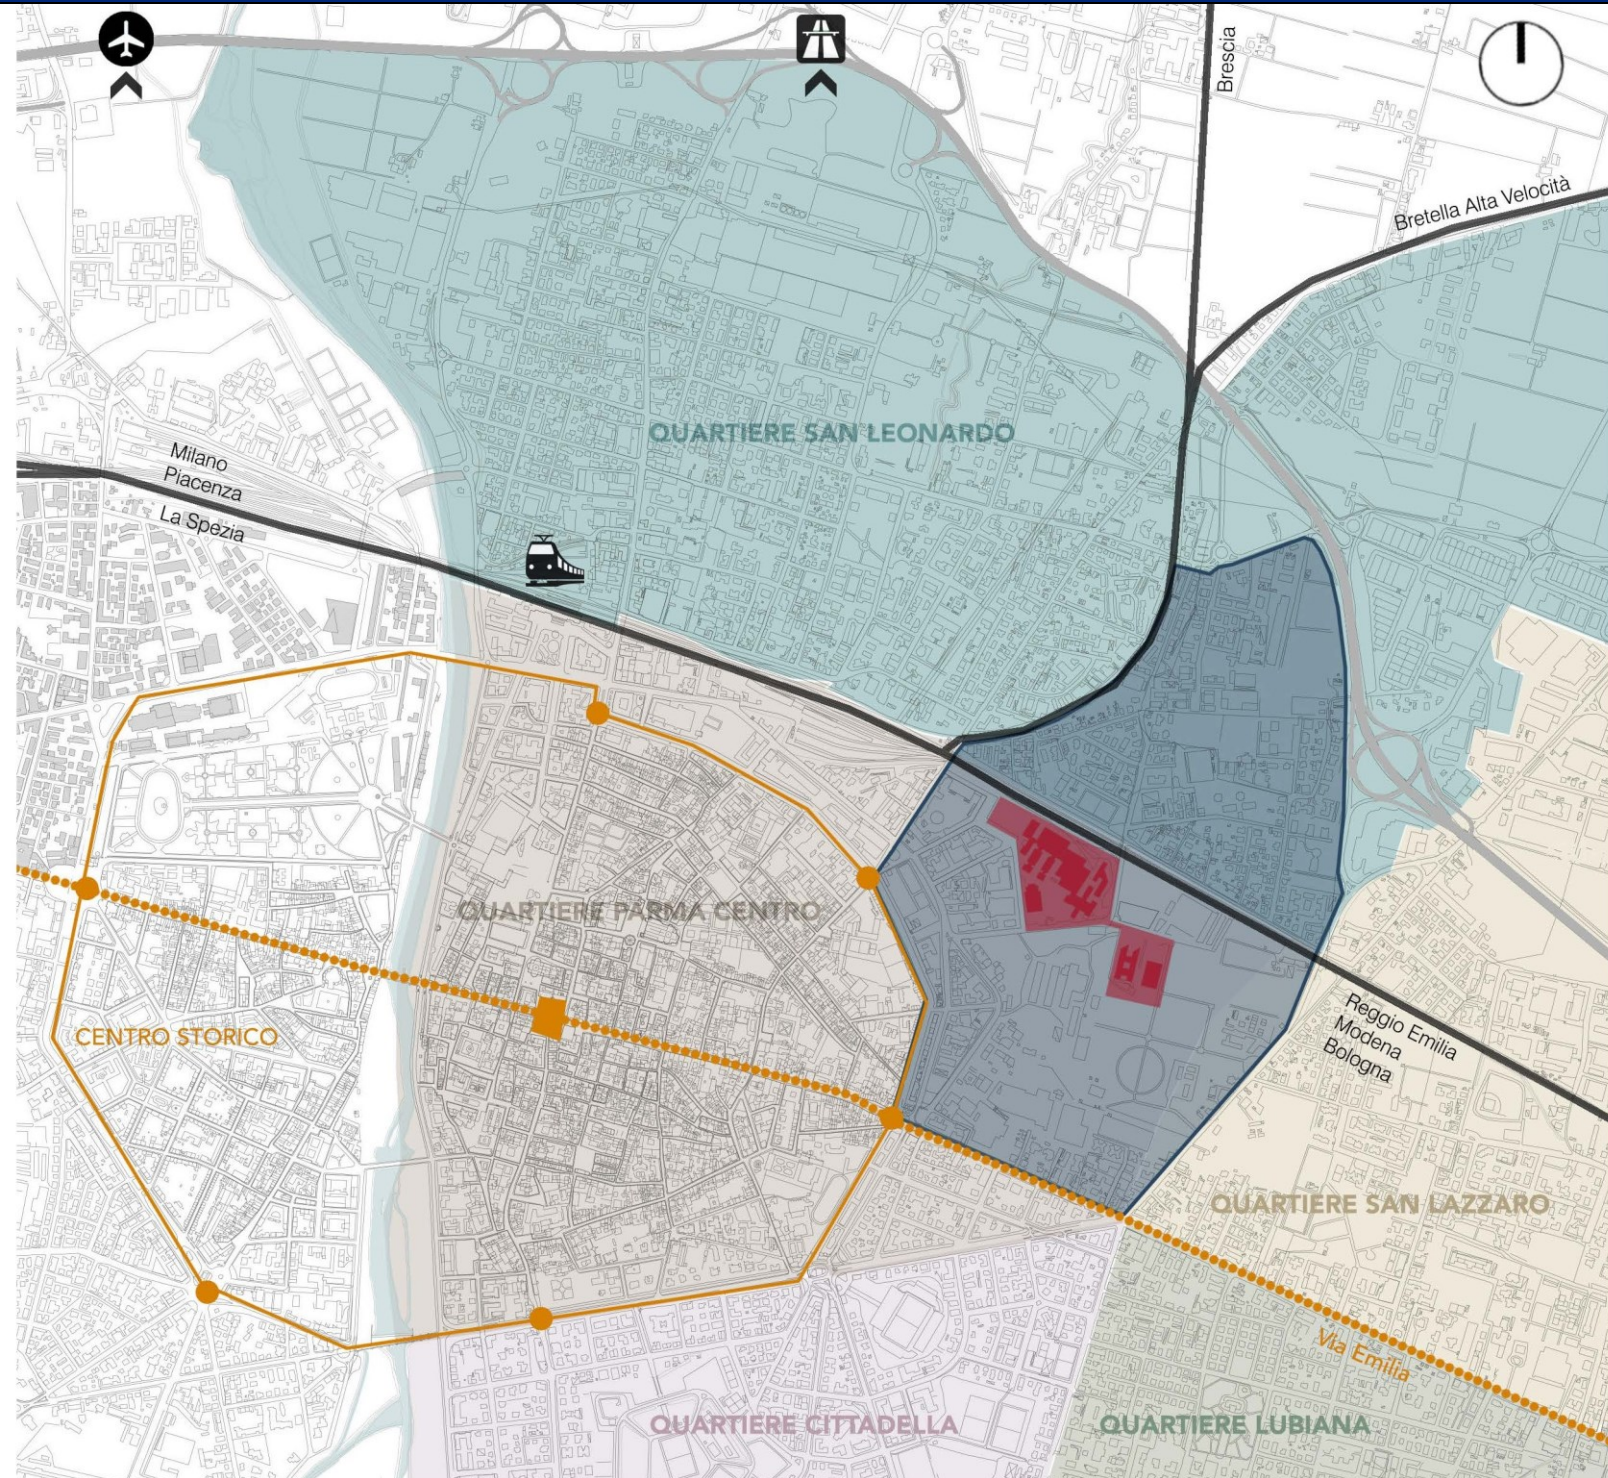 Brescia
Bretella Alta Velocità
QUARTIERE SAN LEONARDO
Milano
Piacenza
La Spezia
QUARTIERE PARMA CENTRO
CENTRO STORICO
Reggio Emilia
Modena
Bologna
QUARTIERE SAN LAZZARO
Via Emilia
QUARTIERE CITTADELLA
QUARTIERE LUBIANA